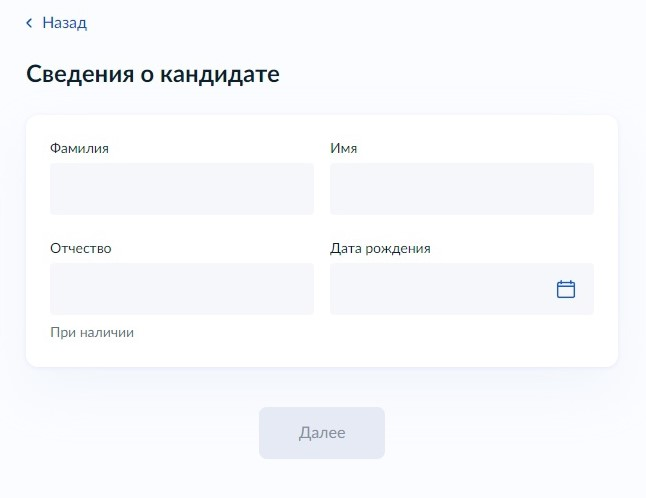 Назад
Сведения о кандидате
Фамилия
Имя
Отчество
Дата рождения
При наличии
Далее